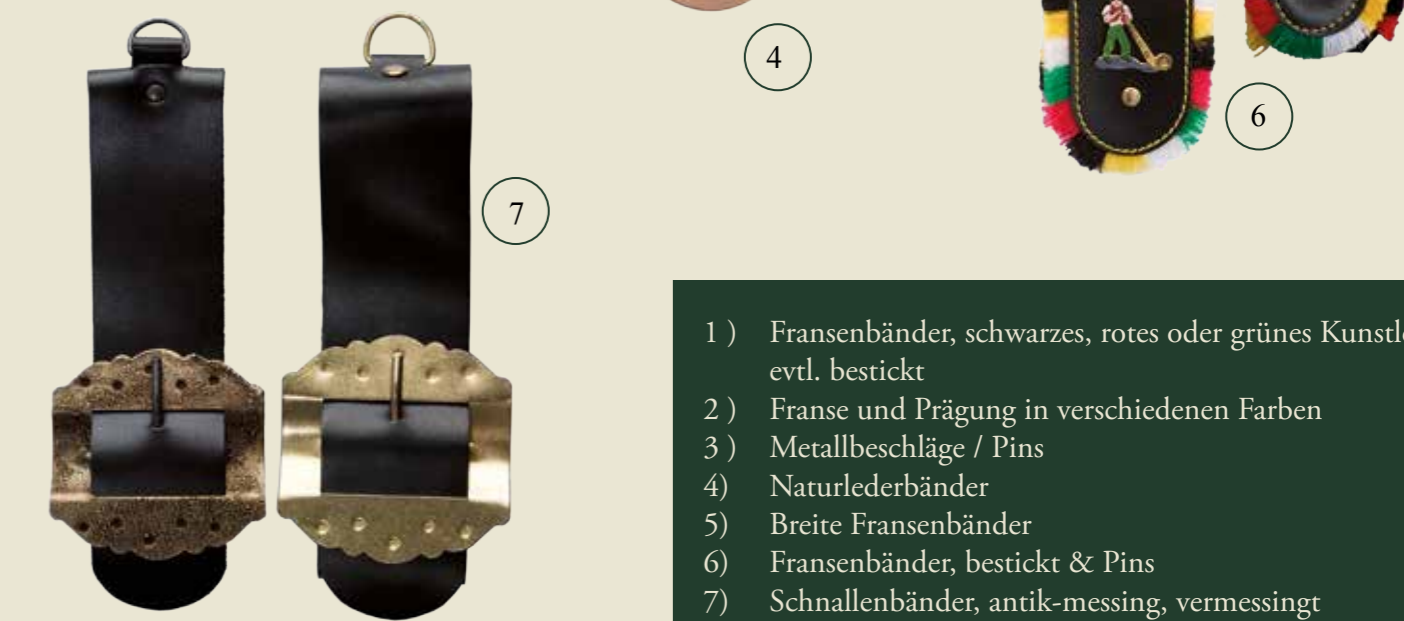 4
6
7
1 ) Fransenbänder, schwarzes, rotes oder grünes
evtl. bestickt
2 ) Franse und Prägung in verschiedenen Farben
3 ) Metallbeschläge / Pins
4) Naturlederbänder
5) Breite Fransenbänder
6) Fransenbänder, bestickt & Pins
7) Schnallenbänder, antik-messing, vermessingt